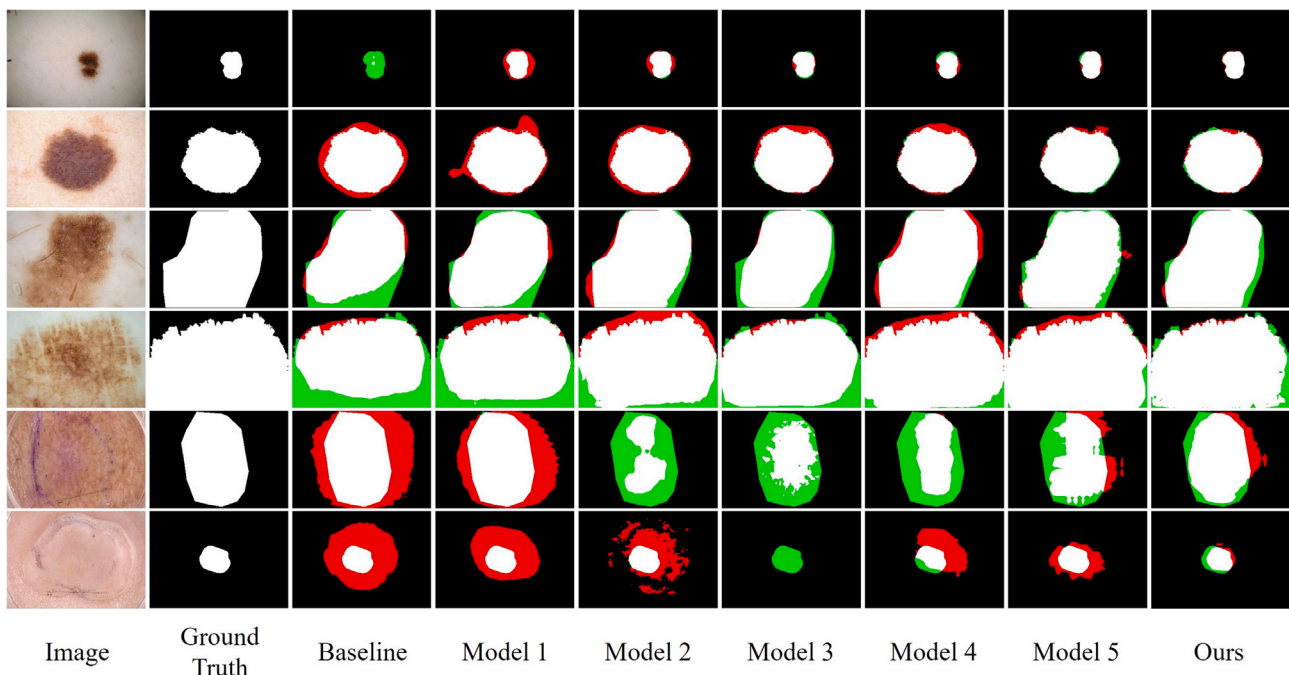 Image
Ground
Truth
Baseline
Model 1
Model 2
Model 3
Model 4
Model 5
Ours